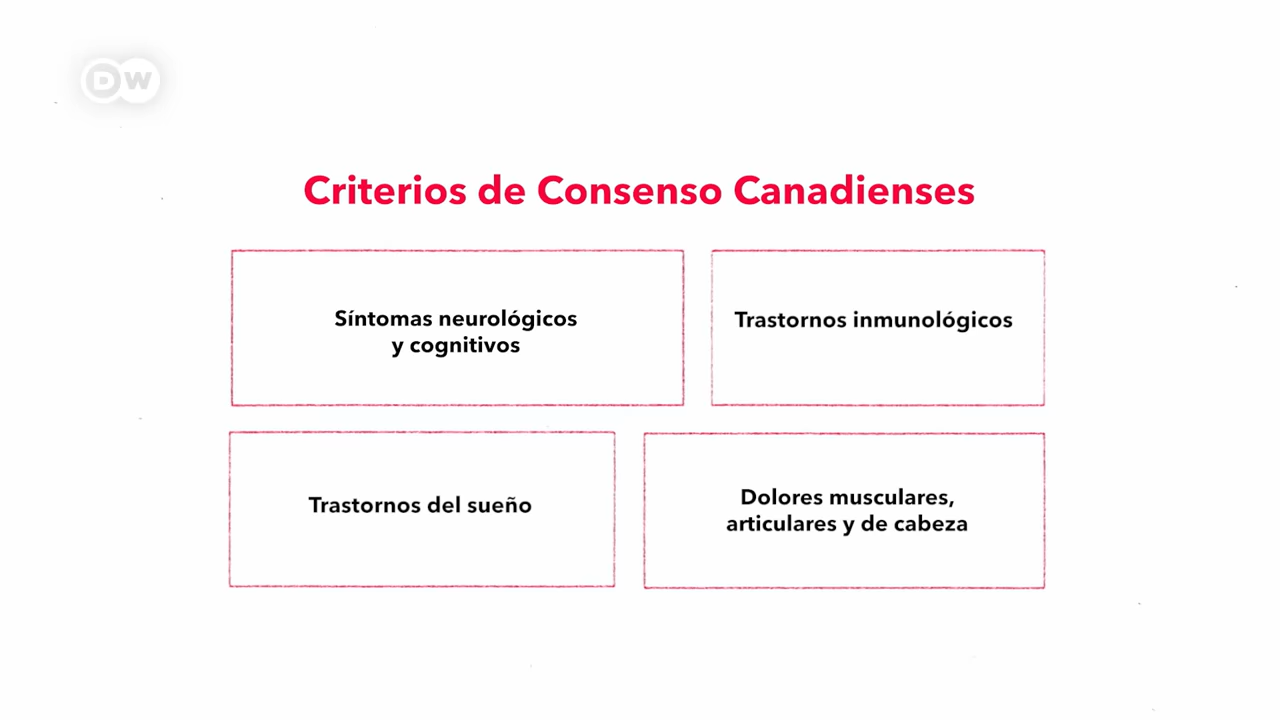 DW
Criterios de Consenso Canadienses
Síntomas neurológicos
y cognitivos
Trastornos inmunológicos
Trastornos del sueño
Dolores musculares,
articulares y de cabeza